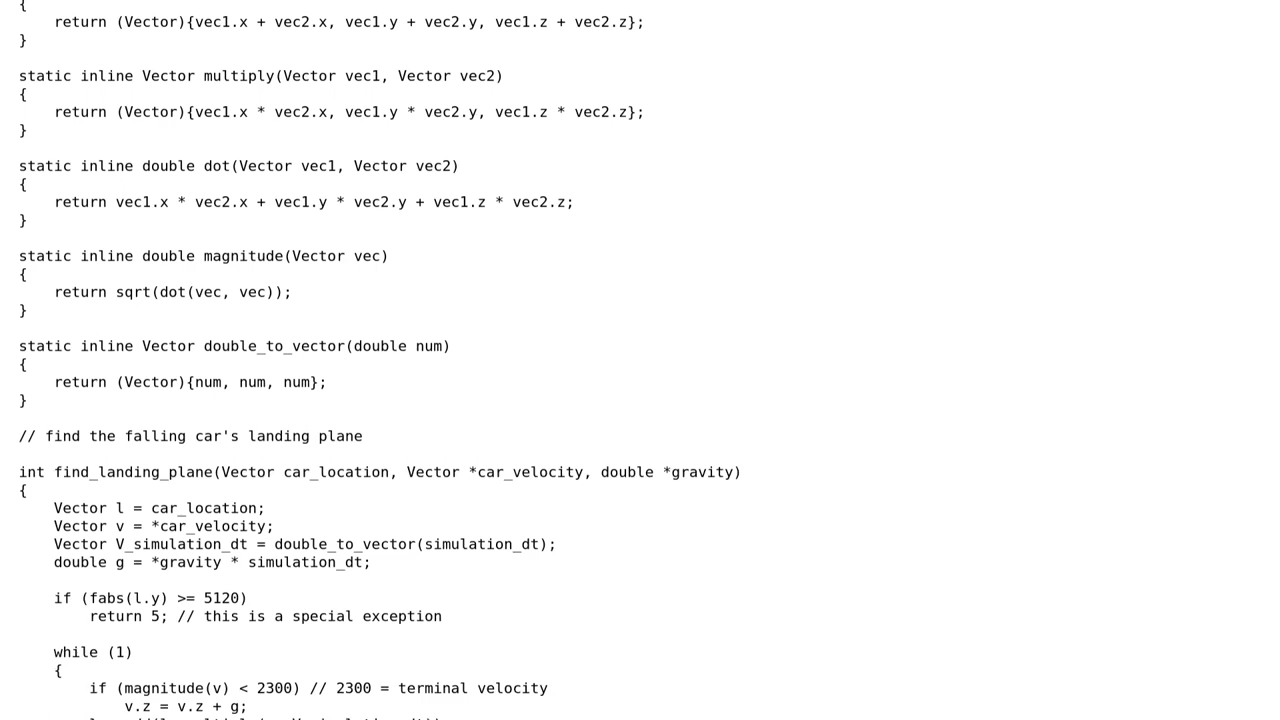 {
    return (Vector){vec1.x + vec2.x, vec1.y + vec2.y, vec1.z + vec2.z};
}

static inline Vector multiply(Vector vec1, Vector vec2)
{
    return (Vector){vec1.x * vec2.x, vec1.y * vec2.y, vec1.z * vec2.z};
}

static inline double dot(Vector vec1, Vector vec2)
{
    return vec1.x * vec2.x + vec1.y * vec2.y + vec1.z * vec2.z;
}

static inline double magnitude(Vector vec)
{
    return sqrt(dot(vec, vec));
}

static inline Vector double_to_vector(double num)
{
    return (Vector){num, num, num};
}

// find the falling car's landing plane

int find_landing_plane(Vector car_location, Vector *car_velocity, double *gravity)
{
    Vector l = car_location;
    Vector v = *car_velocity;
    Vector V_simulation_dt = double_to_vector(simulation_dt);
    double g = *gravity * simulation_dt;

    if (fabs(l.y) >= 5120)
        return 5; // this is a special exception

    while (1)
    {
        if (magnitude(v) < 2300) // 2300 = terminal velocity
            v.z = v.z + g;